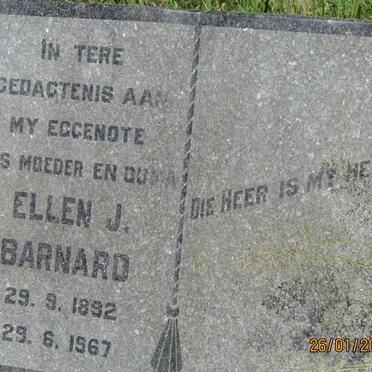 IN TERE
GEDAGTENIS AAN
MY EGGENOTE
S MOEDER EN OUMA
ELLEN J.
BARNARD
29. 9. 1892
29. 6. 1967
DIE HEER IS MY HE
26/01/20